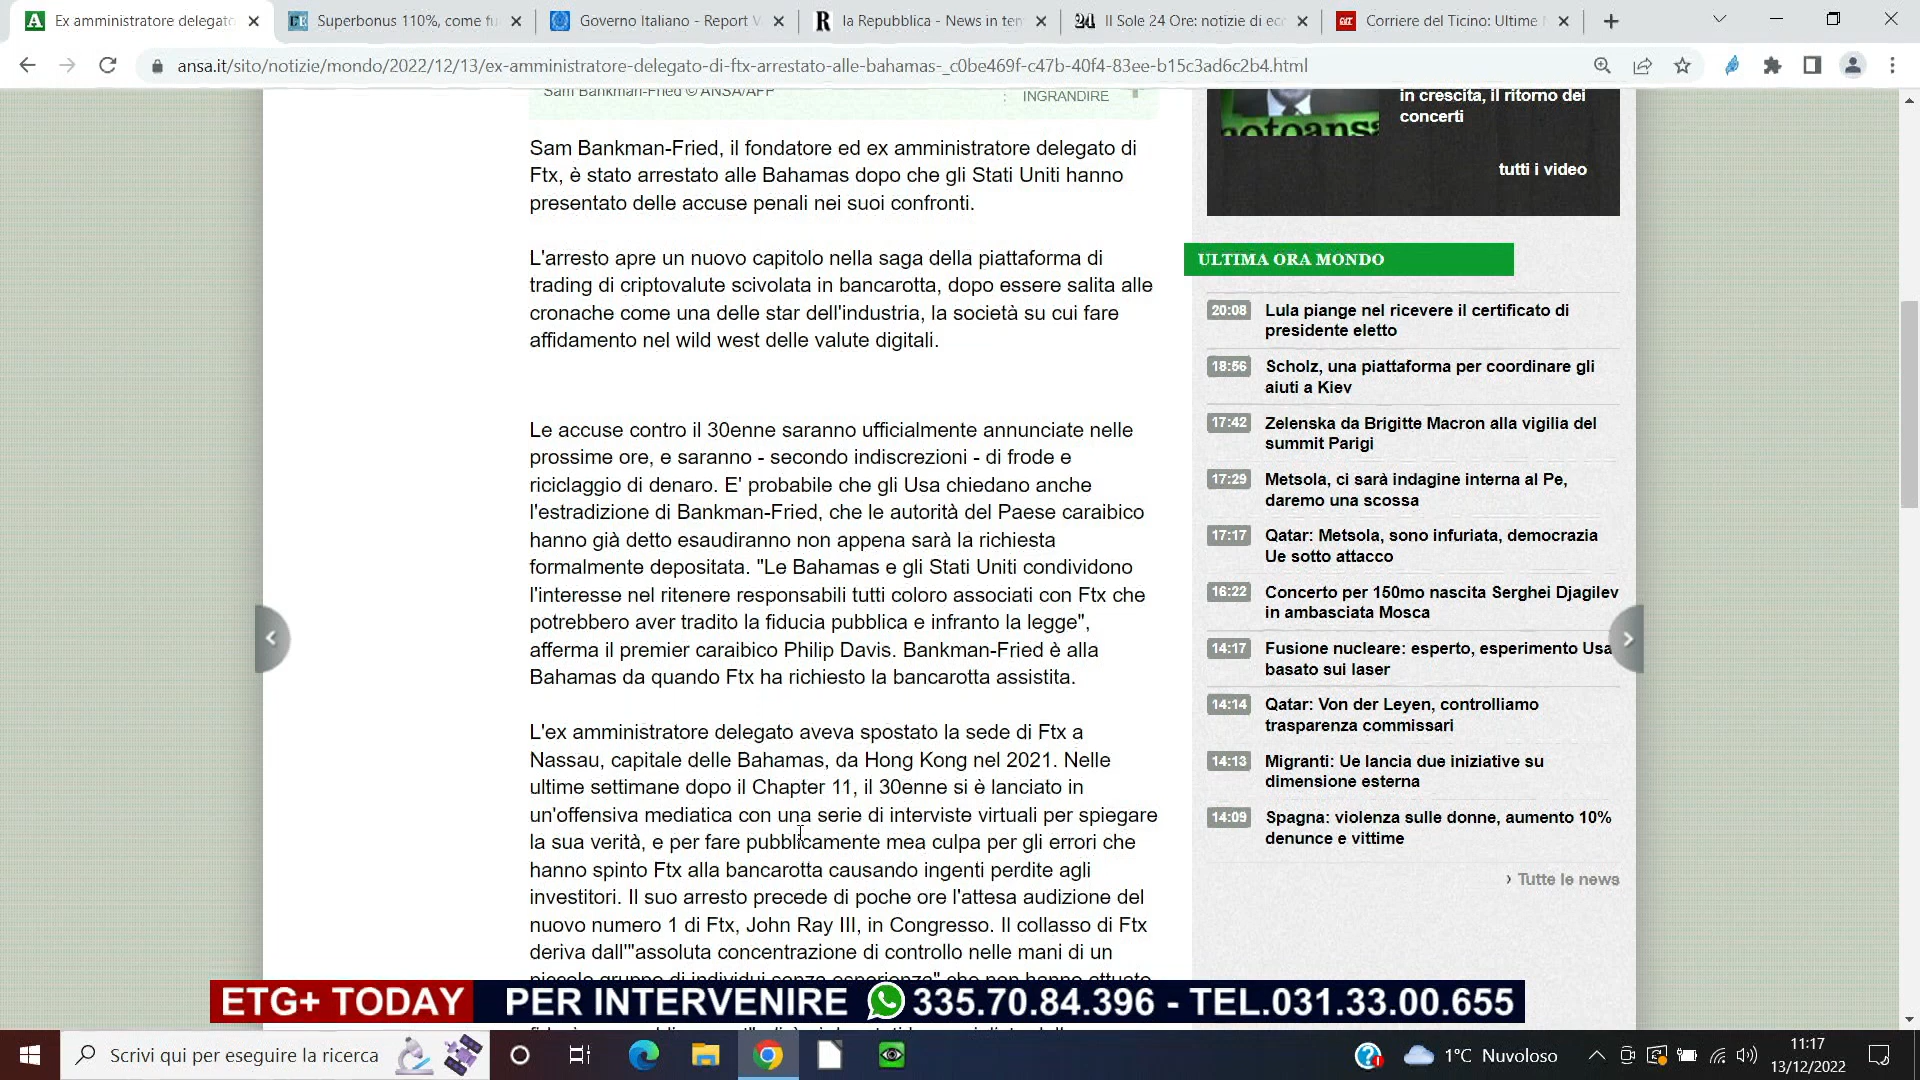 Ex amministratore delegato
Superbonus 110%, come fu
Governo Italiano - Report V
la Repubblica - News in tem
Il Sole 24 Ore: notizie di eco
Corriere del Ticino: Ultime N
ansa.it/sito/notizie/mondo/2022/12/13/ex-amministratore-delegato-di-ftx-arrestato-alle-bahamas-_c0be469f-c47b-40f4-83ee-b15c3ad6c2b4.html
Sam Bankman-Fried © ANSA/AFP
INGRANDIRE
Sam Bankman-Fried, il fondatore ed ex amministratore delegato di
Ftx, è stato arrestato alle Bahamas dopo che gli Stati Uniti hanno
presentato delle accuse penali nei suoi confronti.
L'arresto apre un nuovo capitolo nella saga della piattaforma di
trading di criptovalute scivolata in bancarotta, dopo essere salita alle
cronache come una delle star dell'industria, la società su cui fare
affidamento nel wild west delle valute digitali.
Le accuse contro il 30enne saranno ufficialmente annunciate nelle
prossime ore, e saranno - secondo indiscrezioni - di frode e
riciclaggio di denaro. E' probabile che gli Usa chiedano anche
l'estradizione di Bankman-Fried, che le autorità del Paese caraibico
hanno già detto esaudiranno non appena sarà la richiesta
formalmente depositata. "Le Bahamas e gli Stati Uniti condividono
l'interesse nel ritenere responsabili tutti coloro associati con Ftx che
potrebbero aver tradito la fiducia pubblica e infranto la legge",
afferma il premier caraibico Philip Davis. Bankman-Fried è alla
Bahamas da quando Ftx ha richiesto la bancarotta assistita.
L'ex amministratore delegato aveva spostato la sede di Ftx a
Nassau, capitale delle Bahamas, da Hong Kong nel 2021. Nelle
ultime settimane dopo il Chapter 11, il 30enne si è lanciato in
un'offensiva mediatica con una serie di interviste virtuali per spiegare
la sua verità, e per fare pubblicamente mea culpa per gli errori che
hanno spinto Ftx alla bancarotta causando ingenti perdite agli
investitori. Il suo arresto precede di poche ore l'attesa audizione del
nuovo numero 1 di Ftx, John Ray III, in Congresso. Il collasso di Ftx
deriva dall'"assoluta concentrazione di controllo nelle mani di un
piccolo gruppo di individui senza esperienza" che non hanno attuato
in crescita, il ritorno dei
concerti
tutti i video
ULTIMA ORA MONDO
20:08 Lula piange nel ricevere il certificato di
presidente eletto
18:56 Scholz, una piattaforma per coordinare gli
aiuti a Kiev
17:42 Zelenska da Brigitte Macron alla vigilia del
summit Parigi
17:29 Metsola, ci sarà indagine interna al Pe,
daremo una scossa
17:17 Qatar: Metsola, sono infuriata, democrazia
Ue sotto attacco
16:22 Concerto per 150mo nascita Serghei Djagilev
in ambasciata Mosca
14:17 Fusione nucleare: esperto, esperimento Usa
basato sui laser
14:14 Qatar: Von der Leyen, controlliamo
trasparenza commissari
14:13 Migranti: Ue lancia due iniziative su
dimensione esterna
14:09 Spagna: violenza sulle donne, aumento 10%
denunce e vittime
› Tutte le news
ETG+ TODAY PER INTERVENIRE 335.70.84.396 - TEL.031.33.00.655
Scrivi qui per eseguire la ricerca
1°C Nuvoloso
11:17
13/12/2022